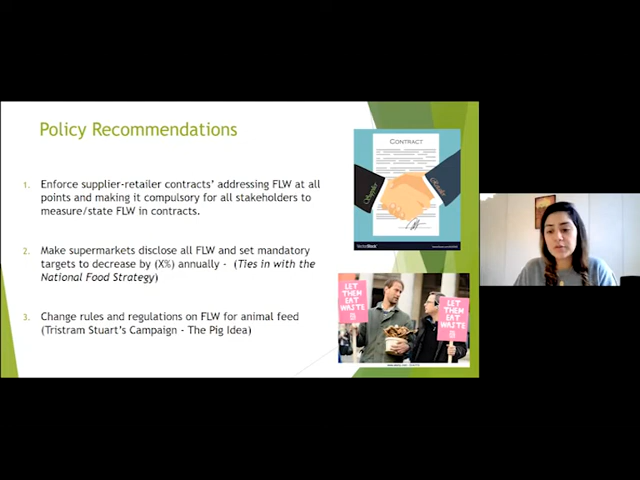 Policy Recommendations
1. Enforce supplier-retailer contracts' addressing FLW at all
points and making it compulsory for all stakeholders to
measure/state FLW in contracts.
2. Make supermarkets disclose all FLW and set mandatory
targets to decrease by (X%) annually - (Ties in with the
National Food Strategy)
3. Change rules and regulations on FLW for animal feed
(Tristram Stuart's Campaign - The Pig Idea)
CONTRACT
Supplier
Retailer
VectorStock
LET
THEM
EAT
WASTE
LET
THEM
EAT
WASTE